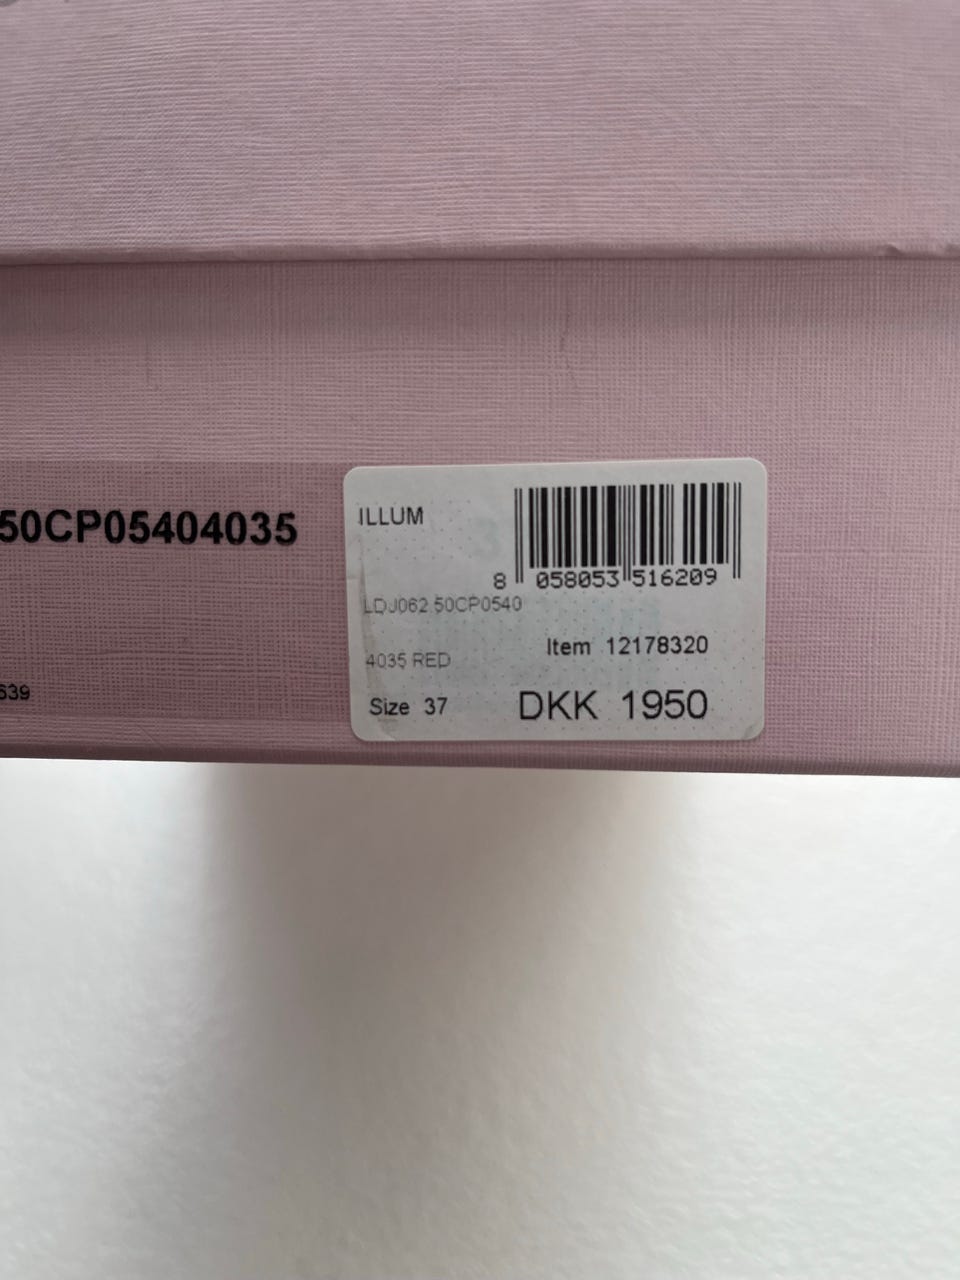 50CP05404035
639
ILLUM
8 058053 516209
LDJ062 50CP0540
Item 12178320
4035 RED
Size 37
DKK 1950